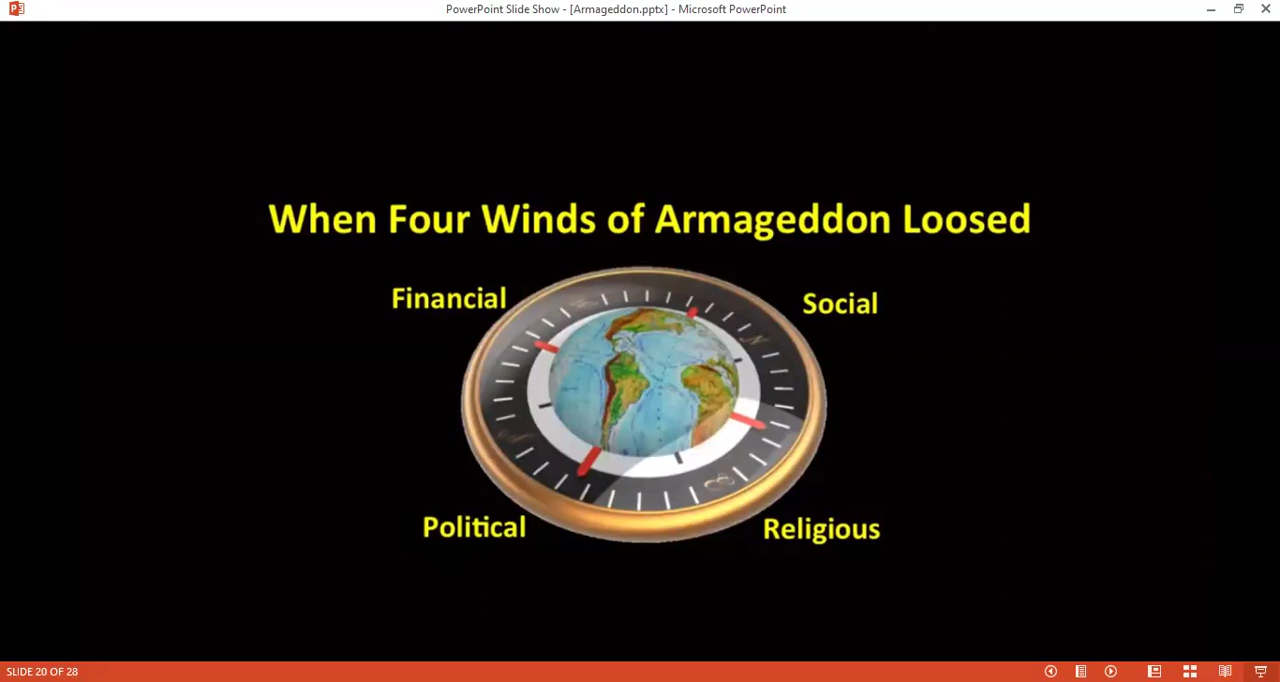 PowerPoint Slide Show - [Armageddon.pptx] - Microsoft PowerPoint
When Four Winds of Armageddon Loosed
Financial
Social
Political
Religious
SLIDE 20 OF 28